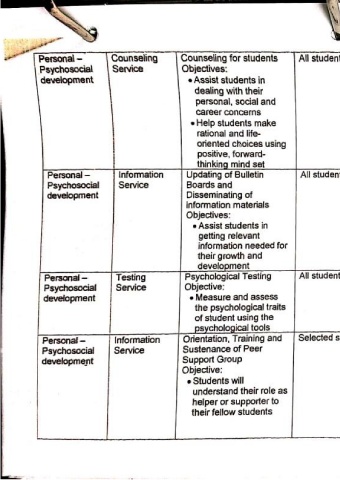 Personal – Psychosocial development
Counseling Service
Counseling for students
Objectives:
• Assist students in
dealing with their
personal, social and
career concerns
• Help students make
rational and life-
oriented choices using
positive, forward-
thinking mind set
All student
Personal – Psychosocial development
Information Service
Updating of Bulletin
Boards and
Disseminating of
information materials
Objectives:
• Assist students in
getting relevant
information needed for
their growth and
development
All studen
Personal – Psychosocial development
Testing Service
Psychological Testing
Objective:
• Measure and assess
the psychological traits
of student using the
psychological tools
All student
Personal – Psychosocial development
Information Service
Orientation, Training and
Sustenance of Peer
Support Group
Objective:
• Students will
understand their role as
helper or supporter to
their fellow students
Selected s